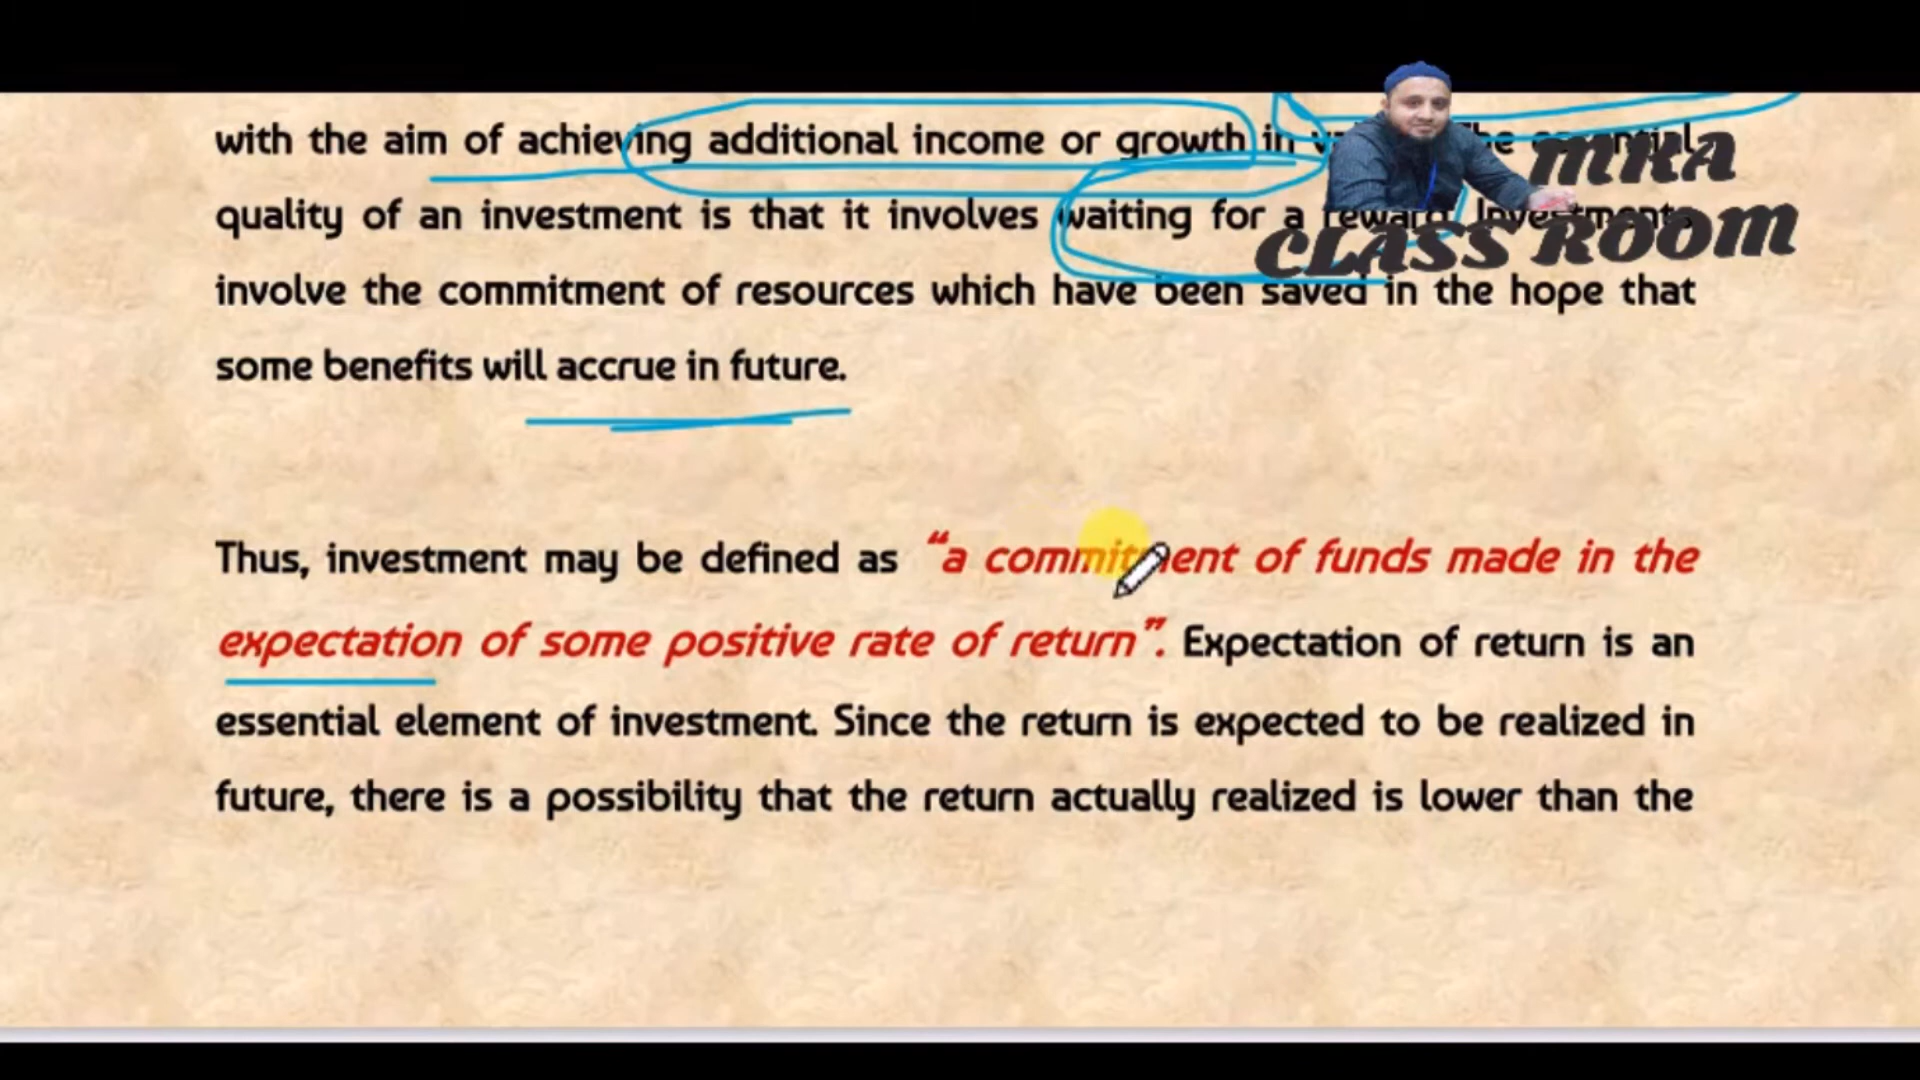 with the aim of achieving additional income or growth in
MKA
quality of an investment is that it involves waiting for a reward. Investments
CLASS ROOM
involve the commitment of resources which have been saved in the hope that
some benefits will accrue in future.
Thus, investment may be defined as “a commitment of funds made in the
expectation of some positive rate of return”. Expectation of return is an
essential element of investment. Since the return is expected to be realized in
future, there is a possibility that the return actually realized is lower than the